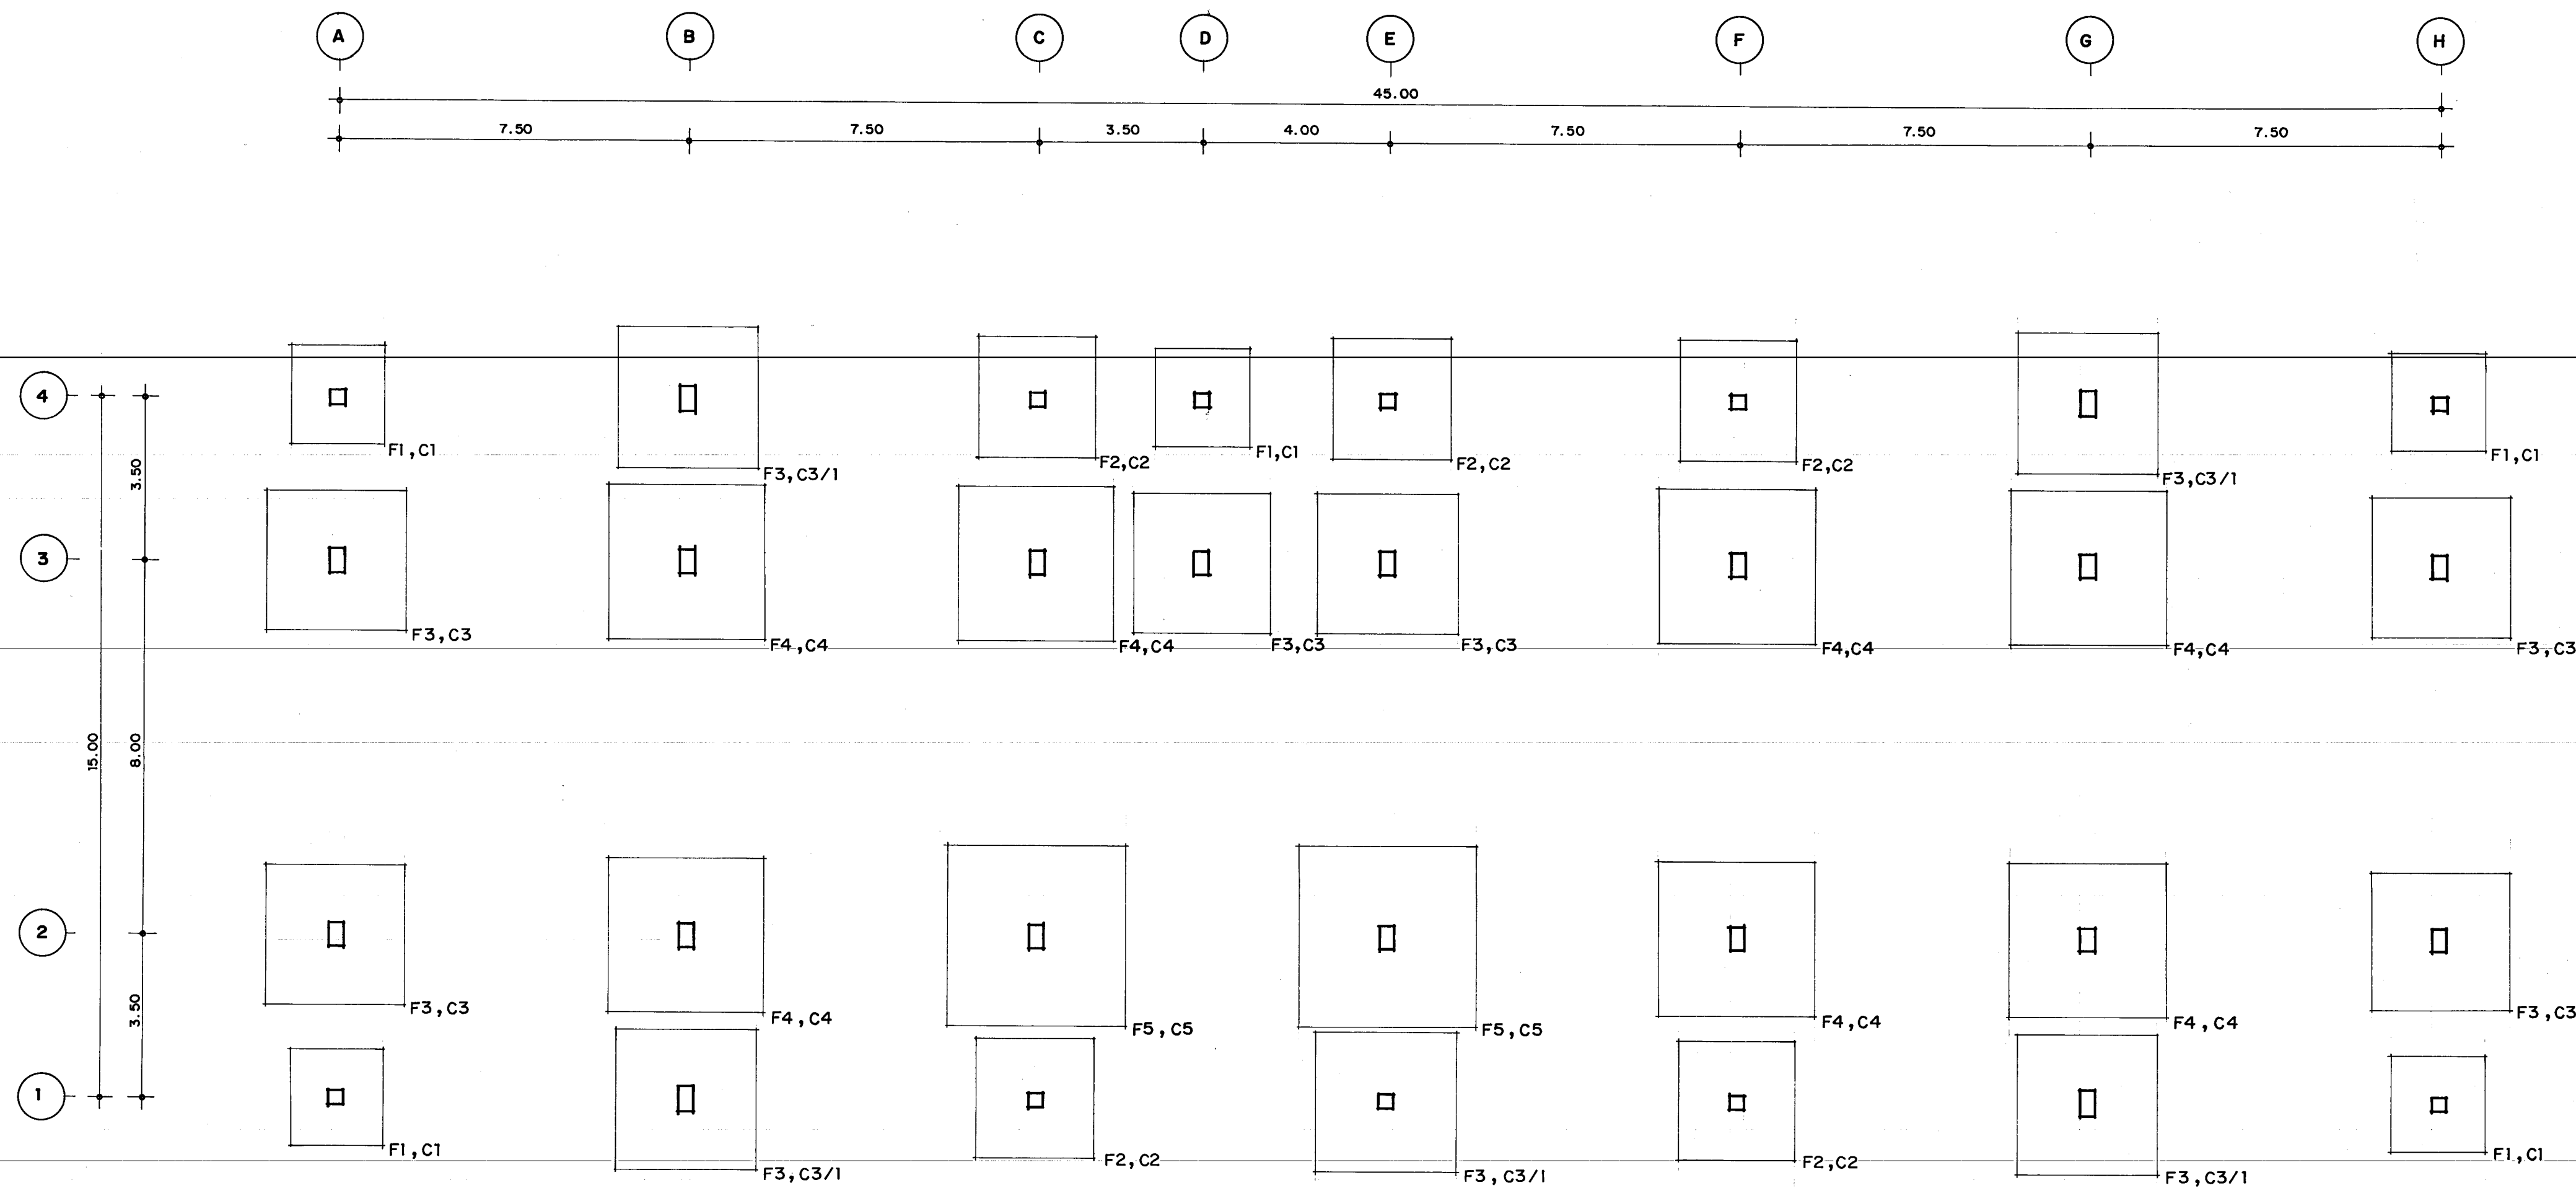 A B C D E F G H
45.00
7.50 7.50 3.50 4.00 7.50 7.50 7.50
4
F1,C1 F3,C3/1 F2,C2 F1,C1 F2,C2 F2,C2 F3,C3/1 F1,C1
3.50
3
F3,C3 F4,C4 F4,C4 F3,C3 F3,C3 F4,C4 F4,C4 F3,C3
15.00 8.00
2
F3,C3 F4,C4 F5,C5 F5,C5 F4,C4 F4,C4 F3,C3
3.50
1
F1,C1 F3,C3/1 F2,C2 F3,C3/1 F2,C2 F3,C3/1 F1,C1